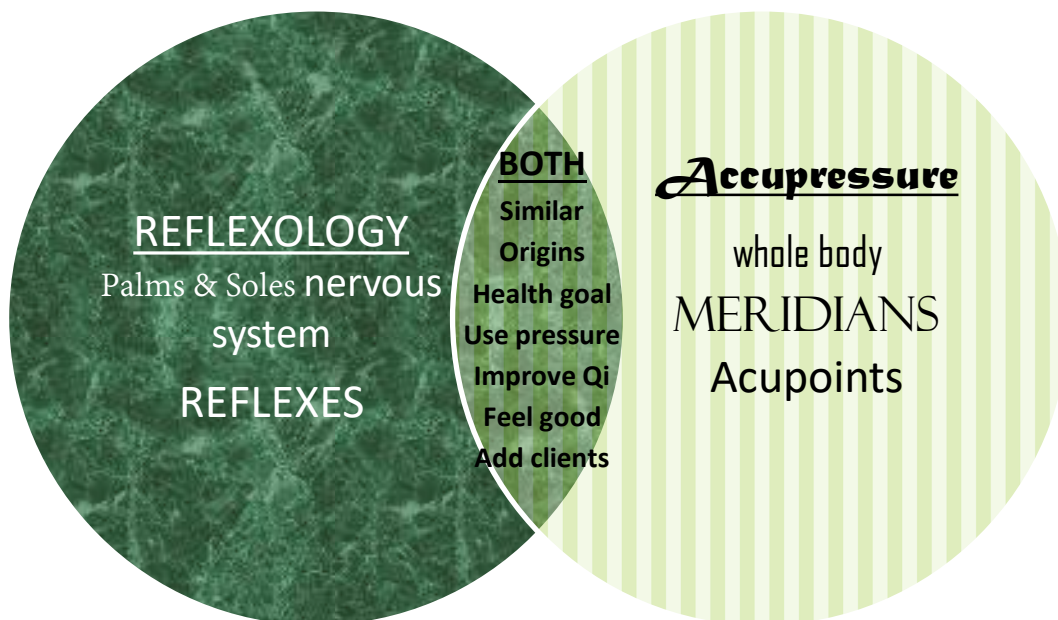 REFLEXOLOGY
Palms & Soles nervous
system
REFLEXES
BOTH
Similar
Origins
Health goal
Use pressure
Improve Qi
Feel good
Add clients
Accupressure
whole body
MERIDIANS
Acupoints